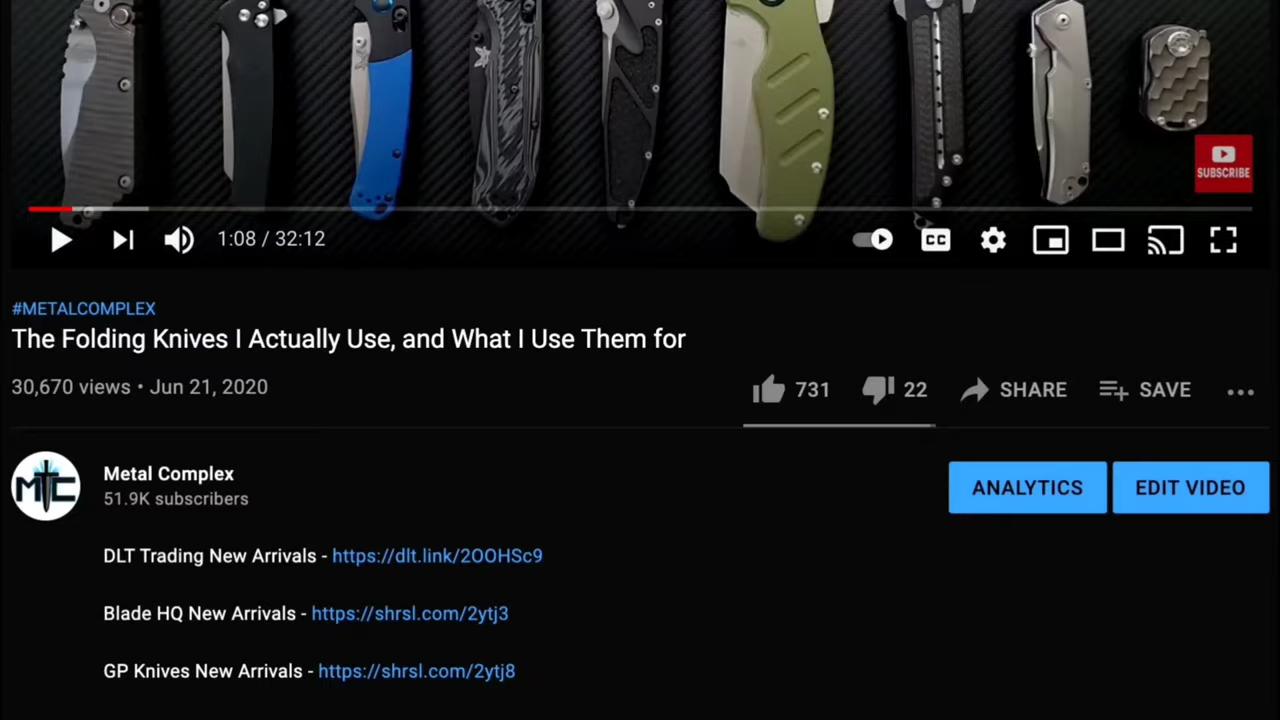 SUBSCRIBE
1:08 / 32:12
CC
#METALCOMPLEX
The Folding Knives I Actually Use, and What I Use Them for
30,670 views • Jun 21, 2020
731 22 SHARE SAVE
MTC
Metal Complex
51.9K subscribers
ANALYTICS EDIT VIDEO
DLT Trading New Arrivals - https://dlt.link/2OOHSc9
Blade HQ New Arrivals - https://shrsl.com/2ytj3
GP Knives New Arrivals - https://shrsl.com/2ytj8